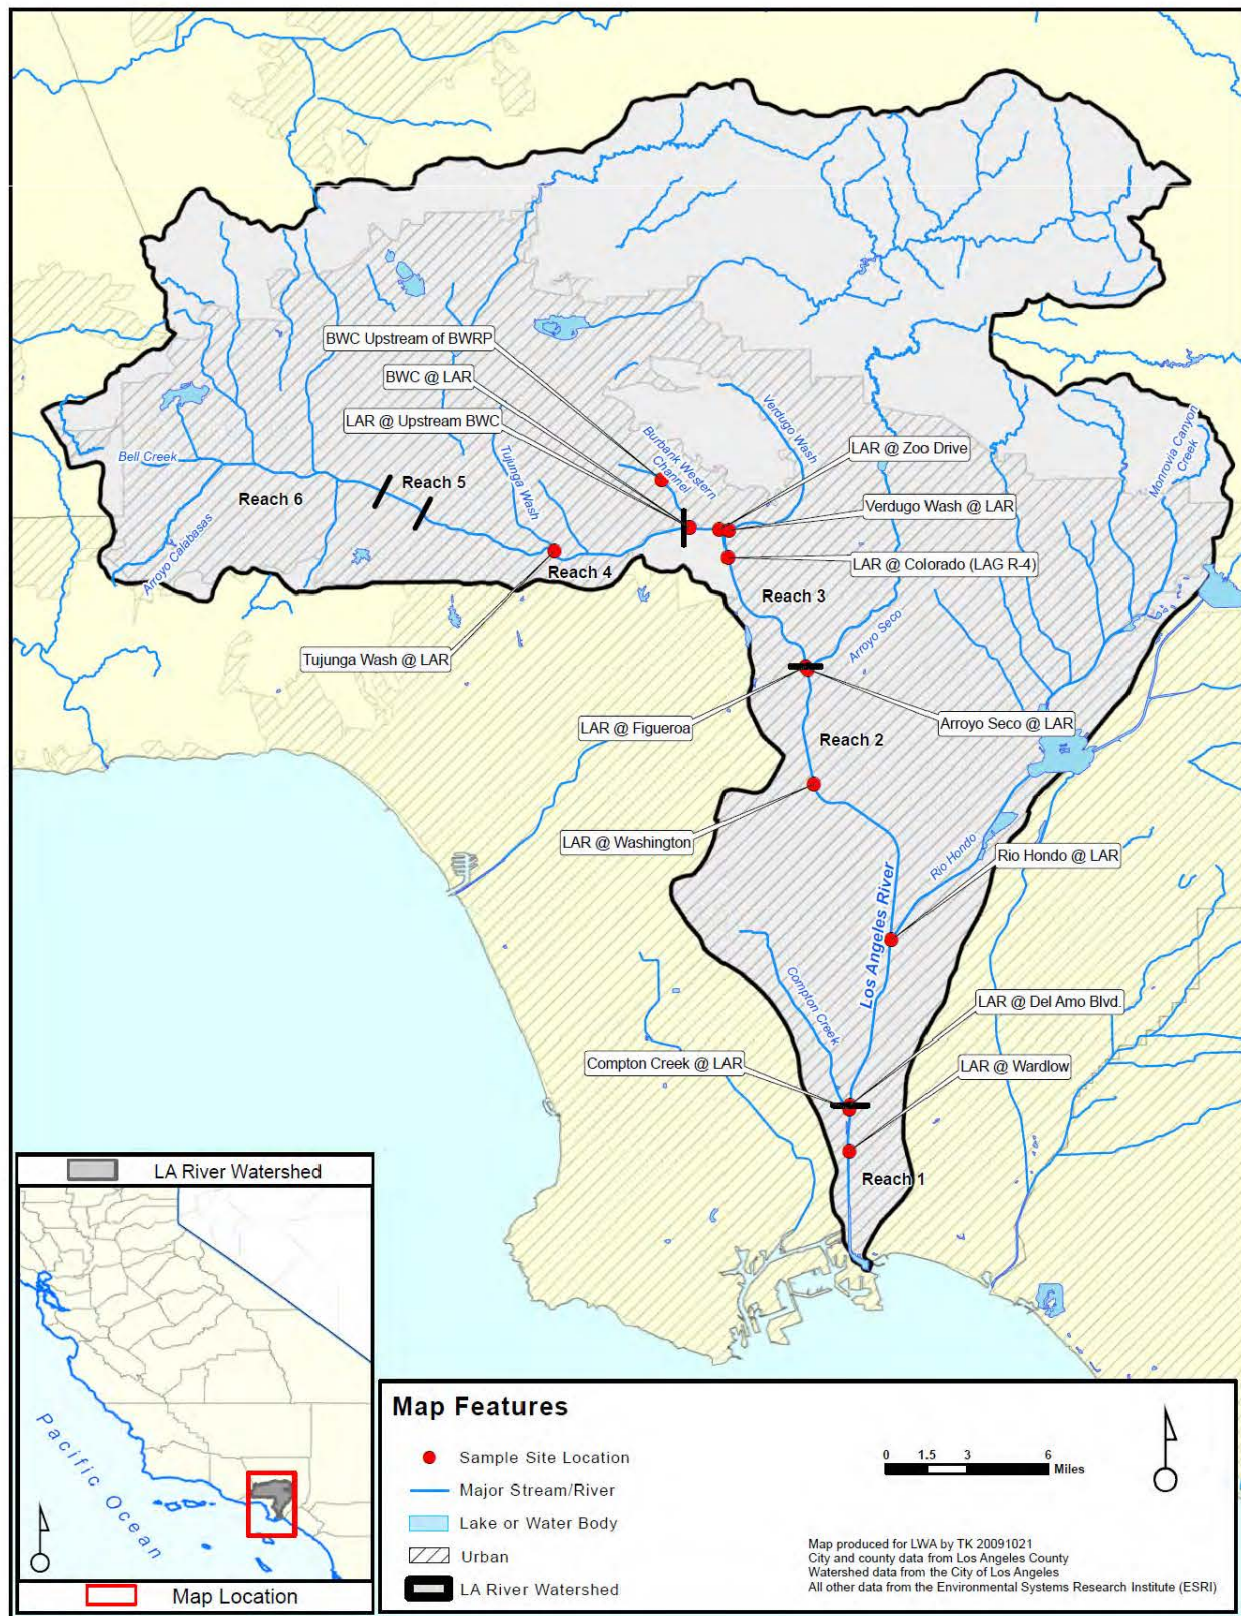 BWC Upstream of BWRP
BWC @ LAR
LAR @ Upstream BWC
Verdugo Wash
LAR @ Zoo Drive
Monrovia Canyon
Creek
Bell Creek
Burbank Western
Channel
Tujunga Wash
Reach 5
Reach 6
Verdugo Wash @ LAR
Arroyo Calabasas
LAR @ Colorado (LAG R-4)
Reach 4
Reach 3
Arroyo Seco
Tujunga Wash @ LAR
LAR @ Figueroa
Arroyo Seco @ LAR
Reach 2
LAR @ Washington
Rio Hondo
Rio Hondo @ LAR
Los Angeles River
Compton Creek
LAR @ Del Amo Blvd.
Compton Creek @ LAR
LAR @ Wardlow
Reach 1
LA River Watershed
Pacific Ocean
Map Location
Map Features
Sample Site Location
Major Stream/River
Lake or Water Body
Urban
LA River Watershed
0 1.5 3 6
Miles
Map produced for LWA by TK 20091021
City and county data from Los Angeles County
Watershed data from the City of Los Angeles
All other data from the Environmental Systems Research Institute (ESRI)